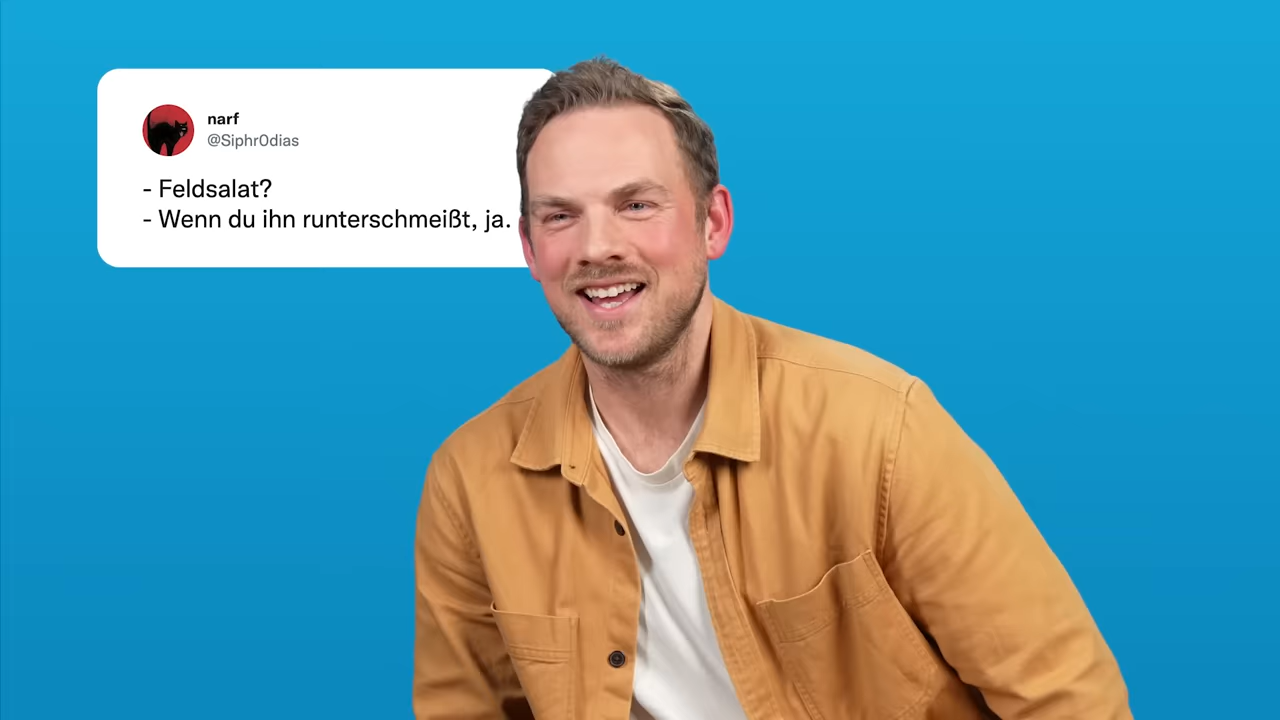 narf
@Siphr0dias
- Feldsalat?
- Wenn du ihn runterschmeißt, ja.